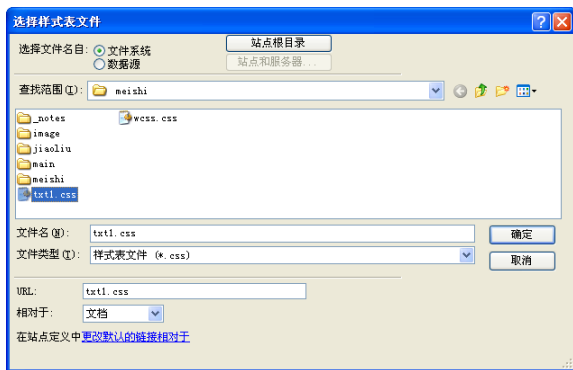 选择样式表文件
选择文件名自: 文件系统 站点根目录
数据源 站点和服务器...
查找范围(I): meishi
_notes wcss.css
image
jiaoliu
main
meishi
txt1.css
文件名(N): txt1.css 确定
文件类型(T): 样式表文件 (*.css) 取消
URL: txt1.css
相对于: 文档
在站点定义中更改默认的链接相对于